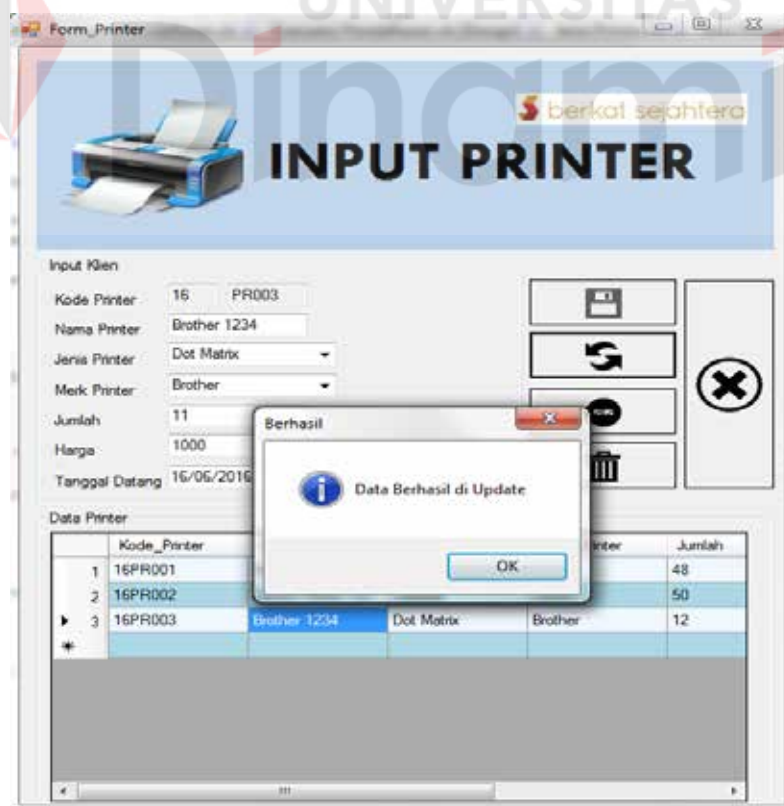 UNIVERSITAS
Dinami
Form_Printer
berkat sejahtera
INPUT PRINTER
Input Klien
Kode Printer 16 PR003
Nama Printer Brother 1234
Jenis Printer Dot Matrix
Merk Printer Brother
Jumlah 11
Harga 1000
Tanggal Datang 16/06/2016
Berhasil
Data Berhasil di Update
OK
Data Printer
Kode_Printer Jumlah
1 16PR001 48
2 16PR002 50
3 16PR003 Brother 1234 Dot Matrix Brother 12